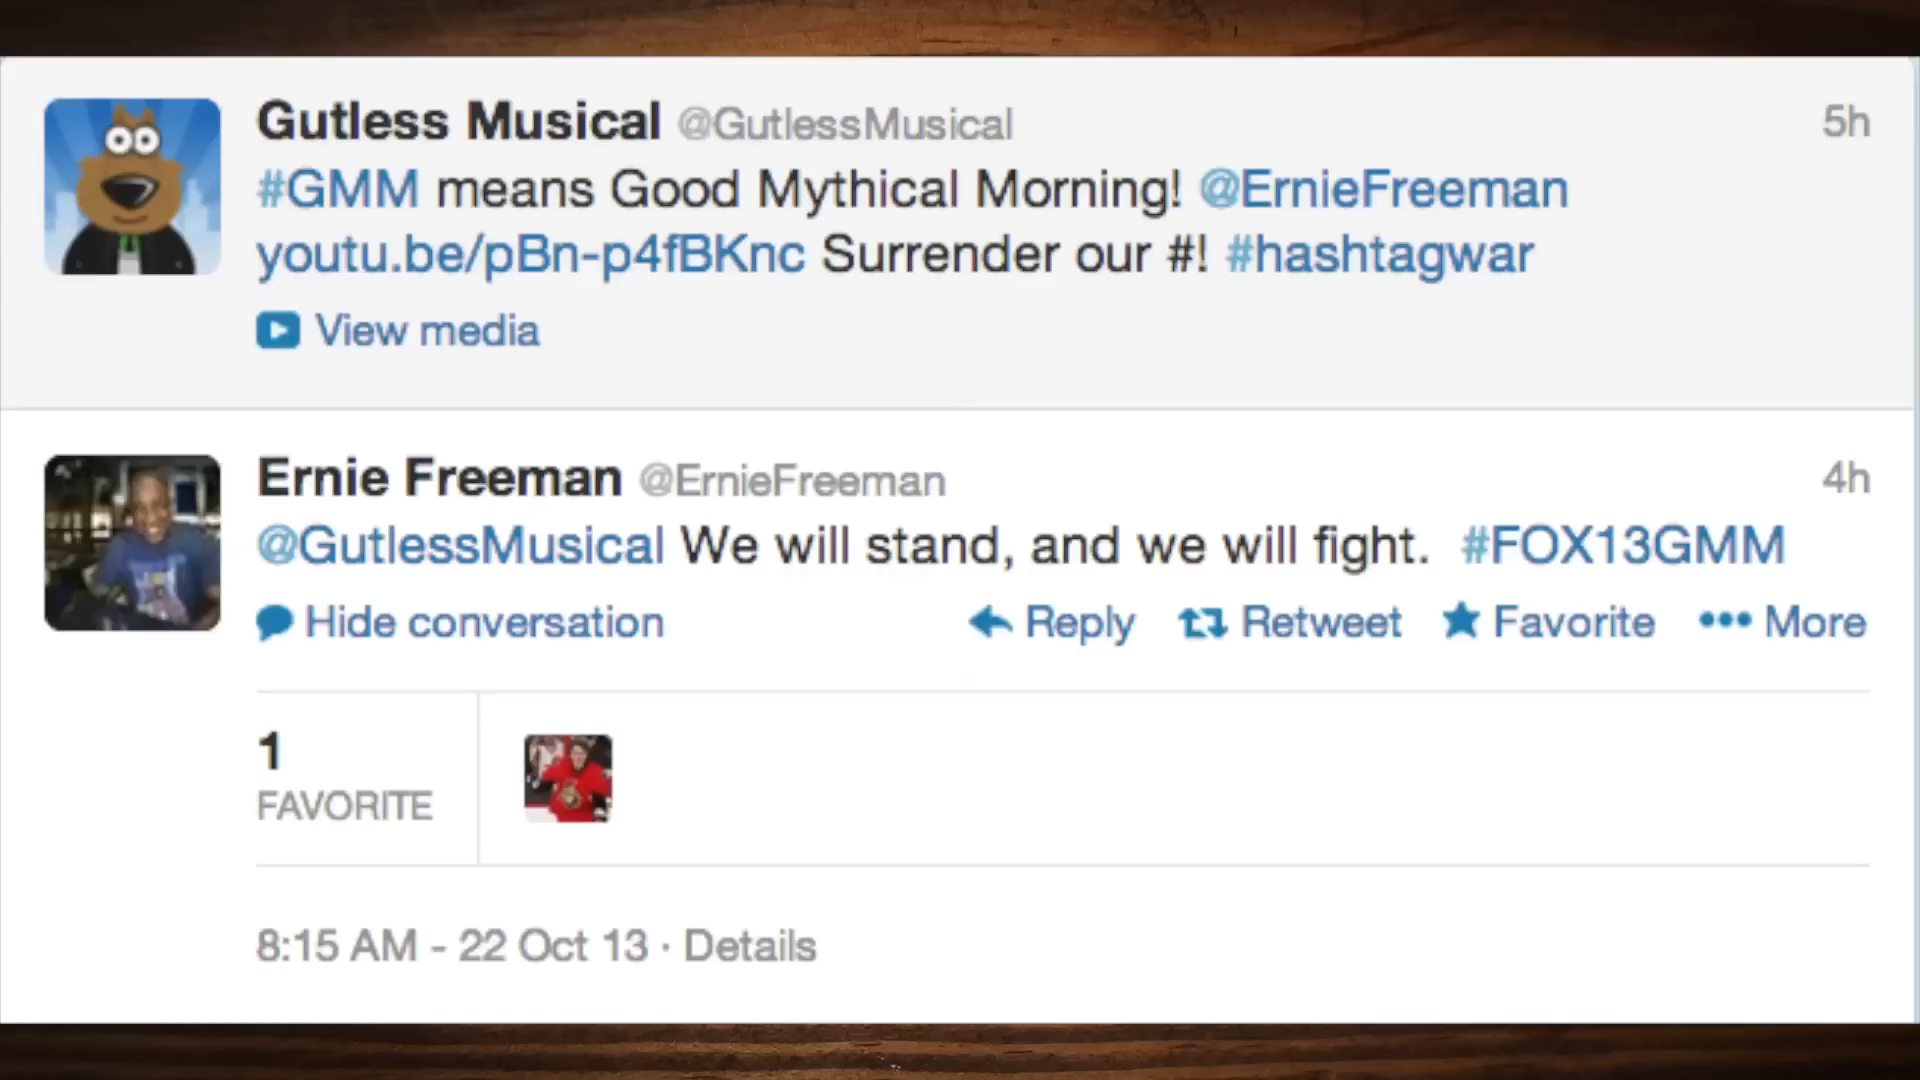 Gutless Musical @GutlessMusical 5h
#GMM means Good Mythical Morning! @ErnieFreeman
youtu.be/pBn-p4fBKnc Surrender our #! #hashtagwar
View media
Ernie Freeman @ErnieFreeman 4h
@GutlessMusical We will stand, and we will fight. #FOX13GMM
Hide conversation Reply Retweet Favorite More
1
FAVORITE
8:15 AM - 22 Oct 13 · Details